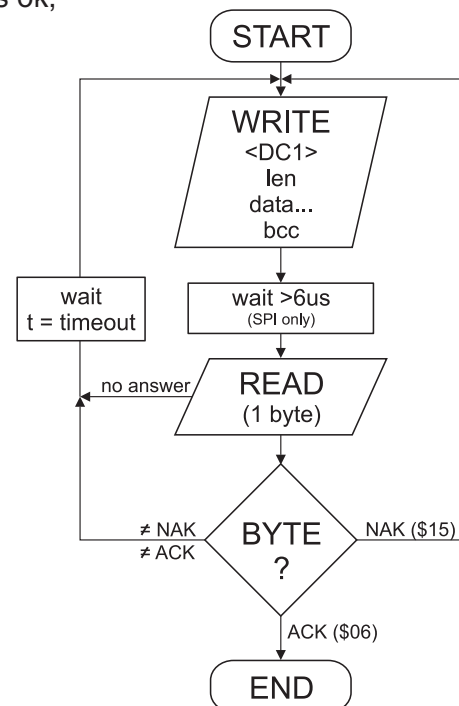 s ok,
START
WRITE
<DC1>
len
data...
bcc
wait
t = timeout
wait >6us
(SPI only)
no answer
READ
(1 byte)
≠ NAK
≠ ACK
BYTE
?
NAK ($15)
ACK ($06)
END